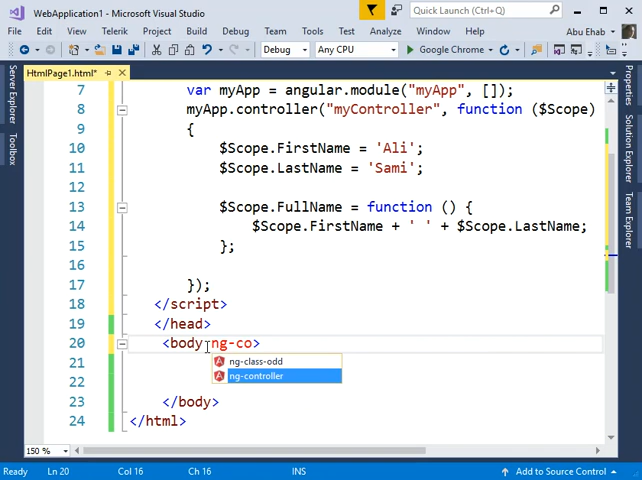 WebApplication1 - Microsoft Visual Studio
Quick Launch (Ctrl+Q)
File Edit View Telerik Project Build Debug Team Tools Test Analyze Window Help Abu Ehab
Debug Any CPU Google Chrome
HtmlPage1.html*
Server Explorer
Toolbox
Properties
Solution Explorer
Team Explorer
7 var myApp = angular.module("myApp", []);
8 myApp.controller("myController", function ($Scope)
9 {
10 $Scope.FirstName = 'Ali';
11 $Scope.LastName = 'Sami';
12
13 $Scope.FullName = function () {
14 $Scope.FirstName + ' ' + $Scope.LastName;
15 };
16
17 });
18 </script>
19 </head>
20 <body ng-co>
21 ng-class-odd
22 ng-controller
23 </body>
24 </html>
150 %
Ready Ln 20 Col 16 Ch 16 INS Add to Source Control